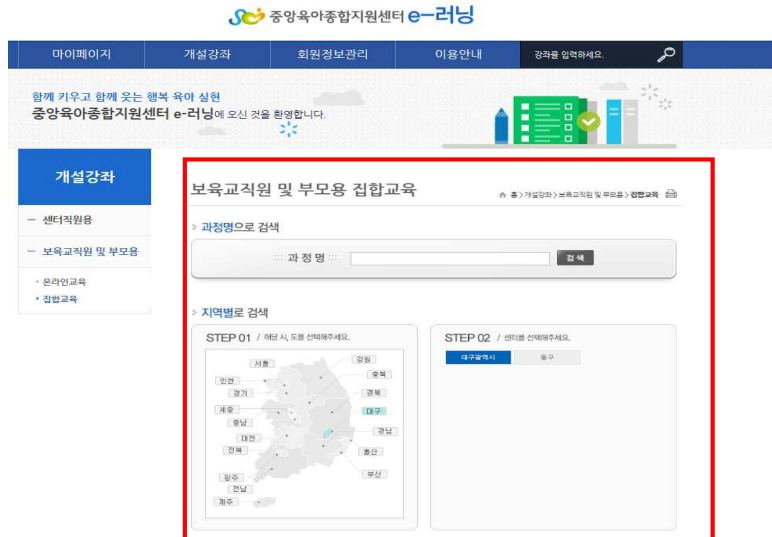 중앙육아종합지원센터 e-러닝
마이페이지 개설강좌 회원정보관리 이용안내 강좌를 입력하세요.
함께 키우고 함께 웃는 행복 육아 실현
중앙육아종합지원센터 e-러닝에 오신 것을 환영합니다.
개설강좌
센터직원용
보육교직원 및 부모용
온라인교육
집합교육
보육교직원 및 부모용 집합교육
홈 > 개설강좌 > 보육교직원 및 부모용 > 집합교육
> 과정명으로 검색
::: 과 정 명 :::
검 색
> 지역별로 검색
STEP 01 / 해당 시, 도를 선택해주세요.
서울
강원
인천
충북
경기
경북
세종
대구
충남
경남
대전
전북
울산
광주
부산
전남
제주
STEP 02 / 센터를 선택해주세요.
대구광역시
동구